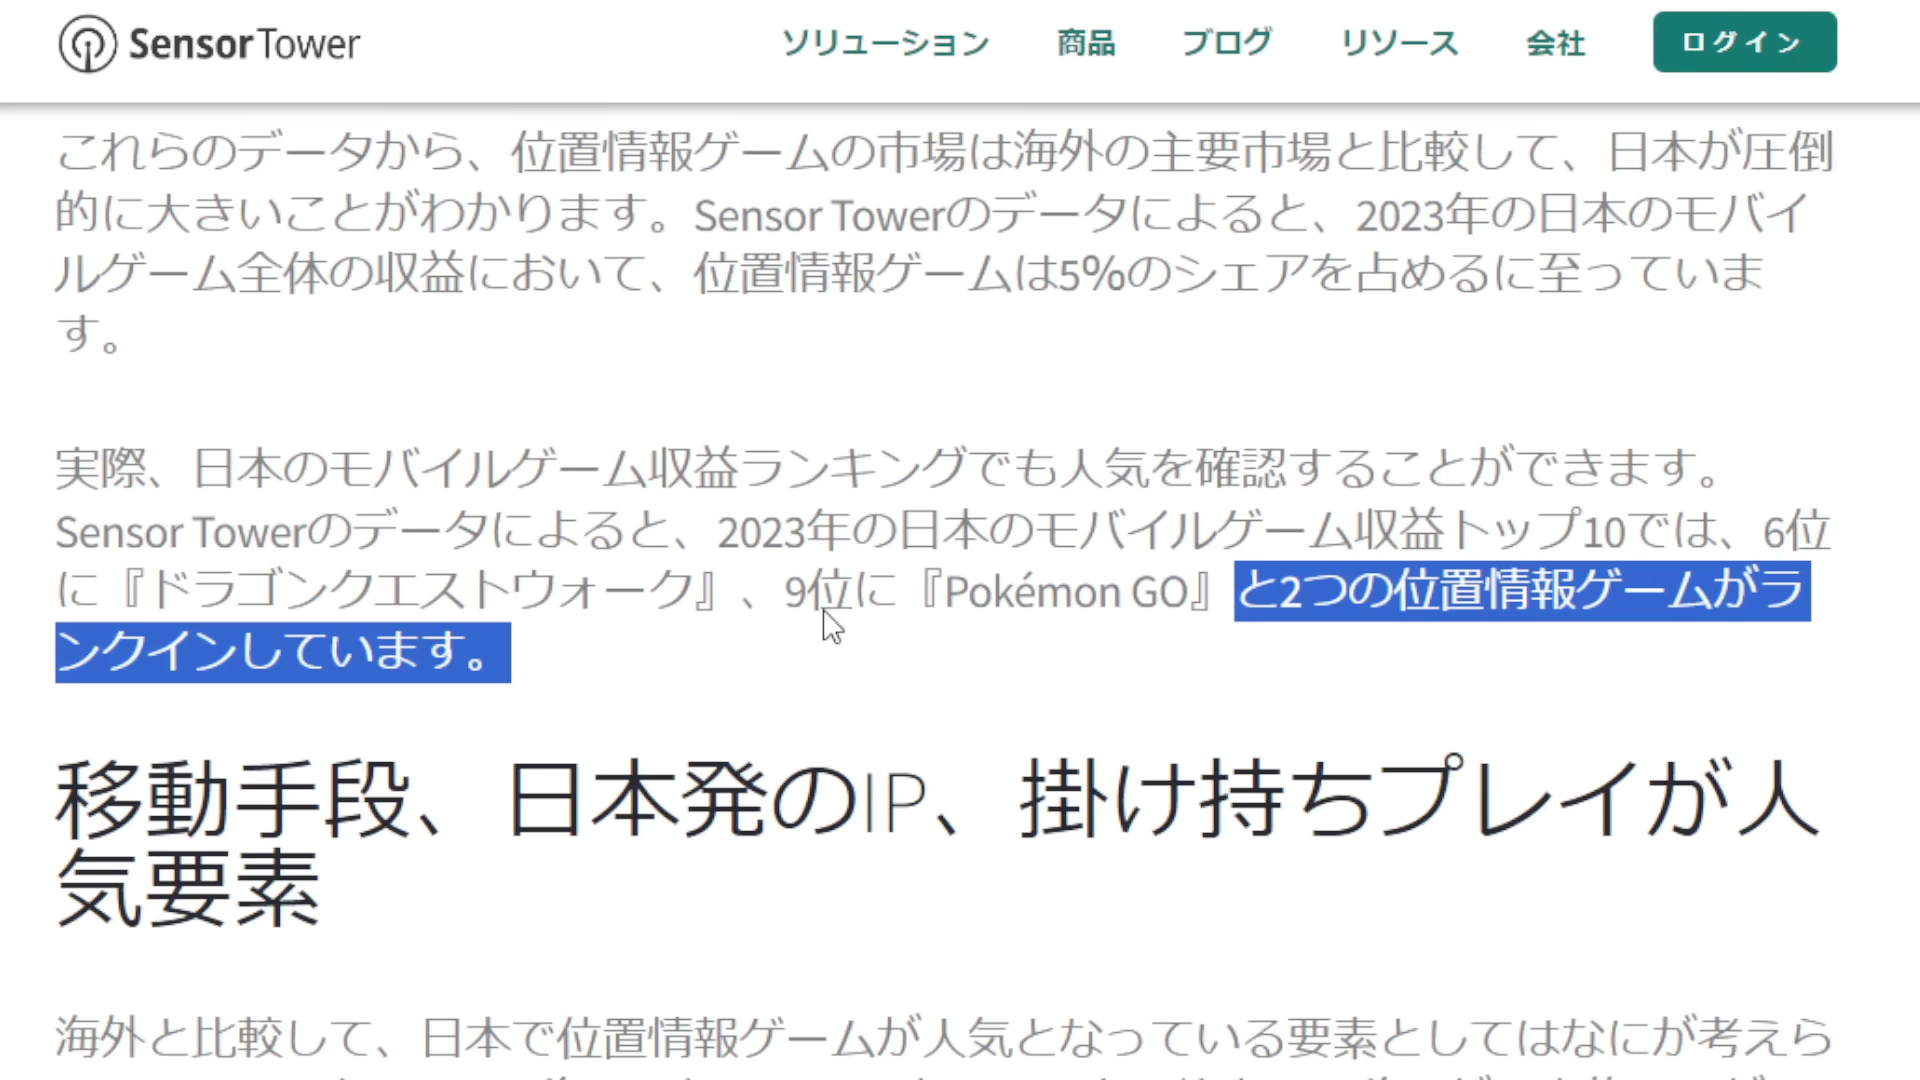 SensorTower
ソリューション 商品 ブログ リソース 会社 ログイン
これらのデータから、位置情報ゲームの市場は海外の主要市場と比較して、日本が圧倒
的に大きいことがわかります。Sensor Towerのデータによると、2023年の日本のモバイ
ルゲーム全体の収益において、位置情報ゲームは5%のシェアを占めるに至っていま
す。
実際、日本のモバイルゲーム収益ランキングでも人気を確認することができます。
Sensor Towerのデータによると、2023年の日本のモバイルゲーム収益トップ10では、6位
に『ドラゴンクエストウォーク』、9位に『Pokémon GO』と2つの位置情報ゲームがラ
ンクインしています。
移動手段、日本発のIP、掛け持ちプレイが人
気要素
海外と比較して、日本で位置情報ゲームが人気となっている要素としてはなにが考えら